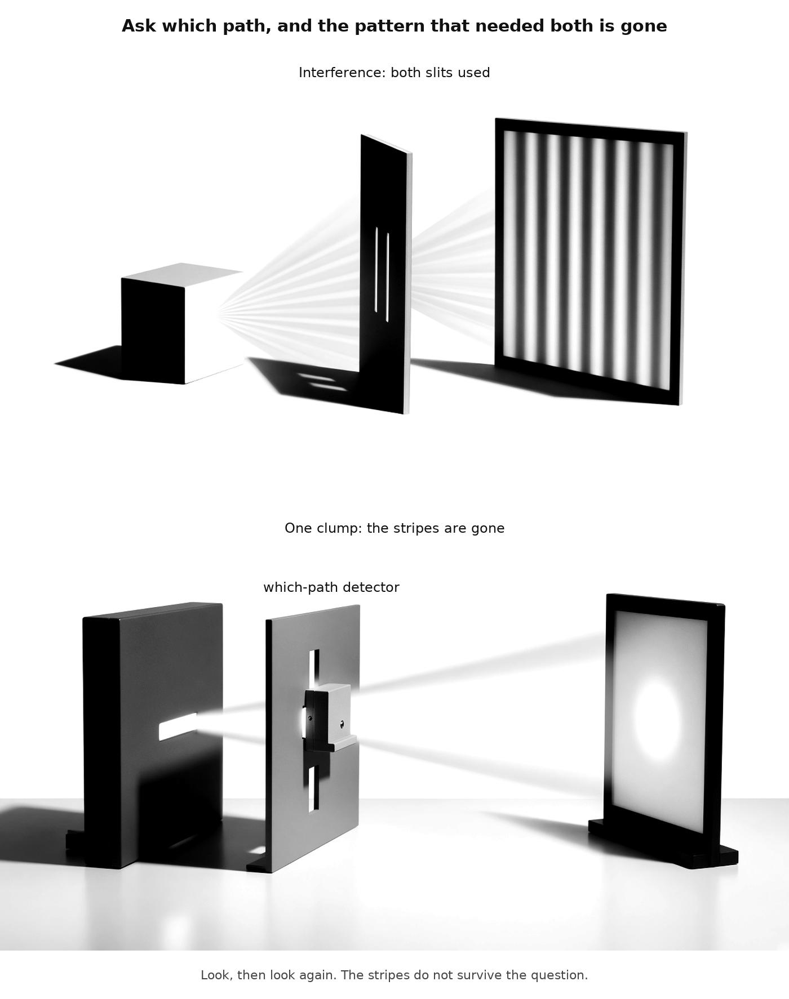 Ask which path, and the pattern that needed both is gone
Interference: both slits used
One clump: the stripes are gone
which-path detector
Look, then look again. The stripes do not survive the question.